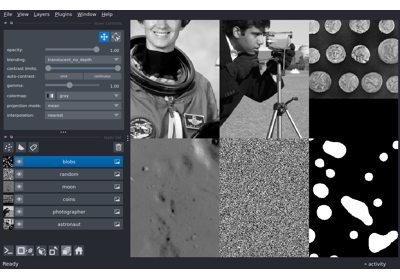 File View Layers Plugins Window Help
opacity: 1.00
blending: translucent_no_depth
contrast limits:
auto-contrast: once continuous
gamma: 1.00
colormap: gray
projection mode: mean
interpolation: nearest
blobs
random
moon
coins
photographer
astronaut
Ready
activity